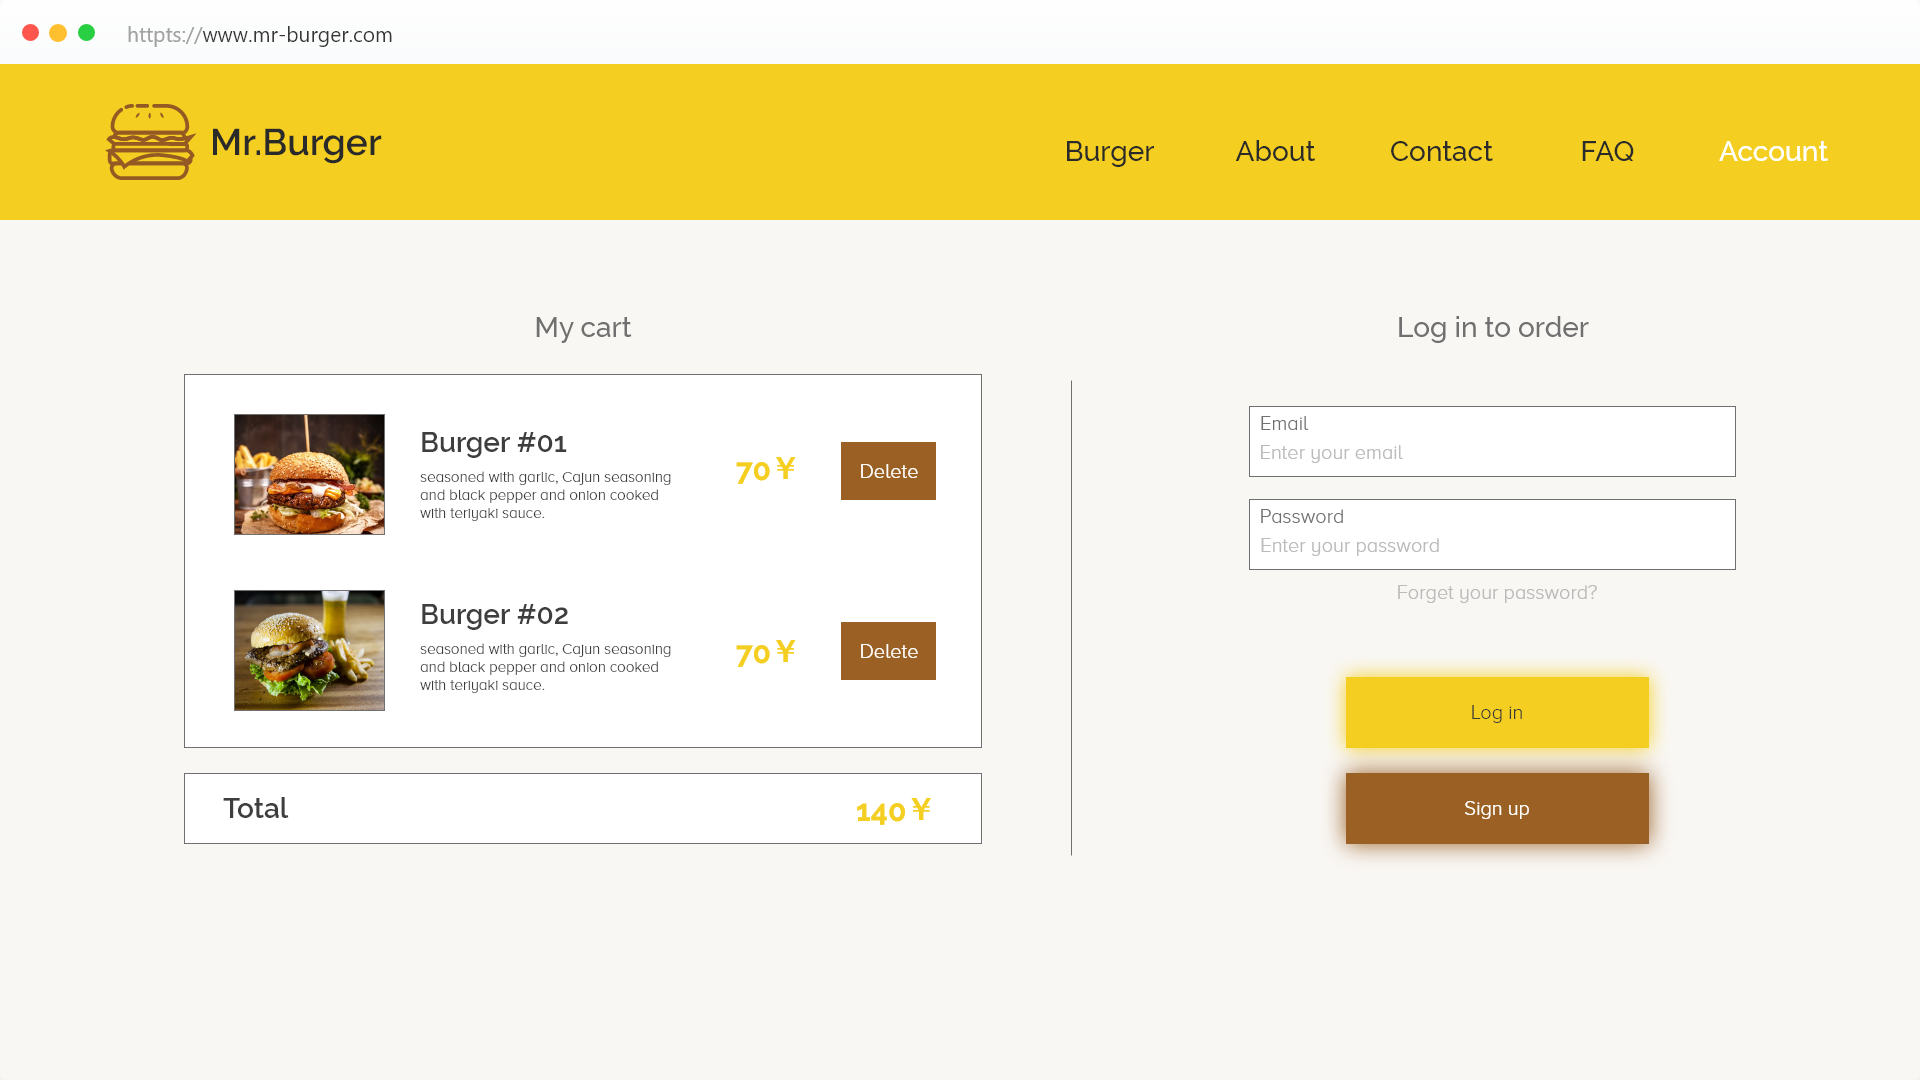 httpts://www.mr-burger.com
Mr.Burger
Burger About Contact FAQ Account
My cart
Burger #01
seasoned with garlic, Cajun seasoning
and black pepper and onion cooked
with teriyaki sauce.
70 ¥
Delete
Burger #02
seasoned with garlic, Cajun seasoning
and black pepper and onion cooked
with teriyaki sauce.
70 ¥
Delete
Total 140 ¥
Log in to order
Email
Enter your email
Password
Enter your password
Forget your password?
Log in
Sign up